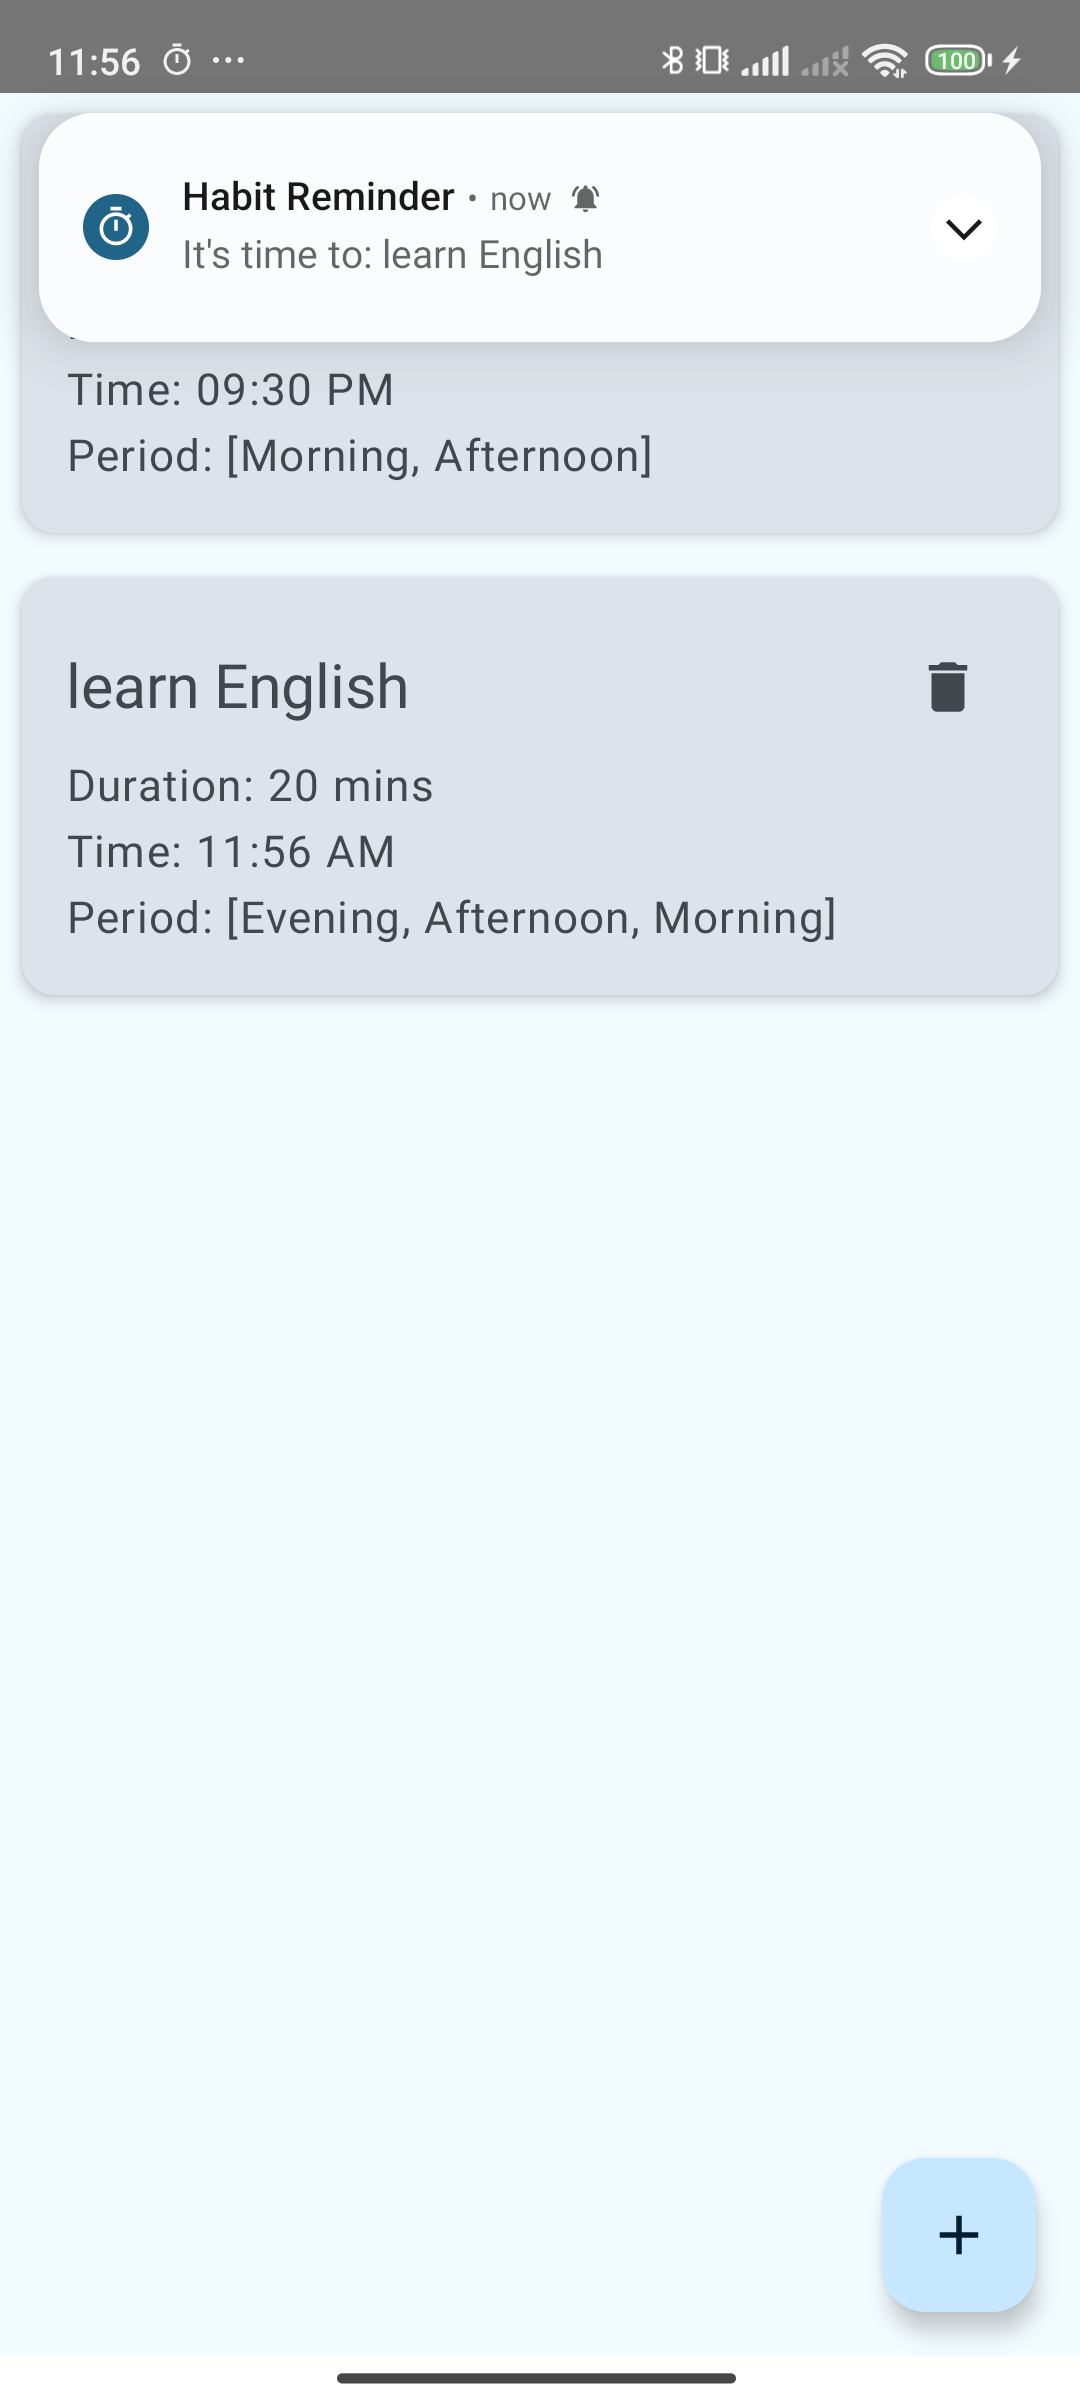 11:56
100
Habit Reminder • now
It's time to: learn English
Time: 09:30 PM
Period: [Morning, Afternoon]
learn English
Duration: 20 mins
Time: 11:56 AM
Period: [Evening, Afternoon, Morning]